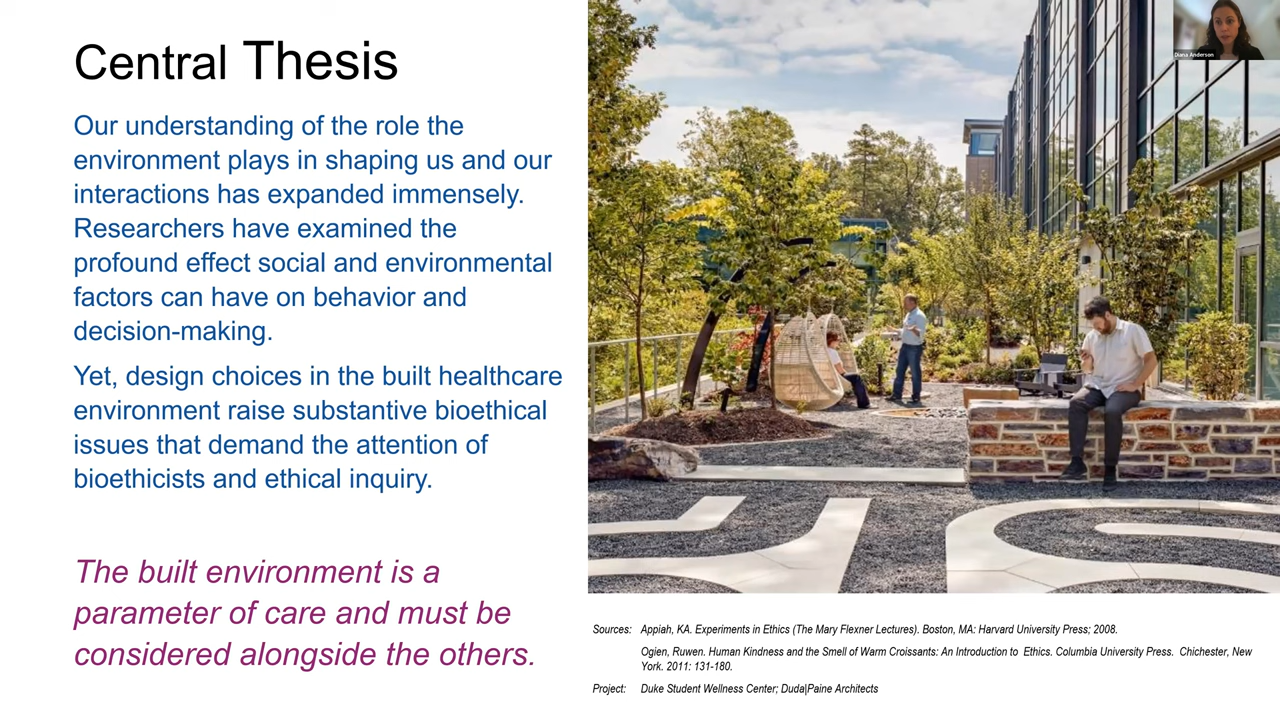 Central Thesis
Our understanding of the role the
environment plays in shaping us and our
interactions has expanded immensely.
Researchers have examined the
profound effect social and environmental
factors can have on behavior and
decision-making.
Yet, design choices in the built healthcare
environment raise substantive bioethical
issues that demand the attention of
bioethicists and ethical inquiry.
The built environment is a
parameter of care and must be
considered alongside the others.
Diana Anderson
Sources: Appiah, KA. Experiments in Ethics (The Mary Flexner Lectures). Boston, MA: Harvard University Press; 2008.
Ogien, Ruwen. Human Kindness and the Smell of Warm Croissants: An Introduction to Ethics. Columbia University Press. Chichester, New
York. 2011: 131-180.
Project: Duke Student Wellness Center; Duda|Paine Architects